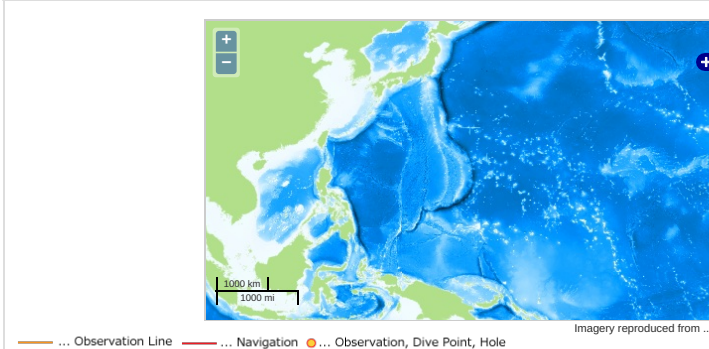 +
−
+
1000 km
1000 mi
Imagery reproduced from ..
... Observation Line ... Navigation ... Observation, Dive Point, Hole